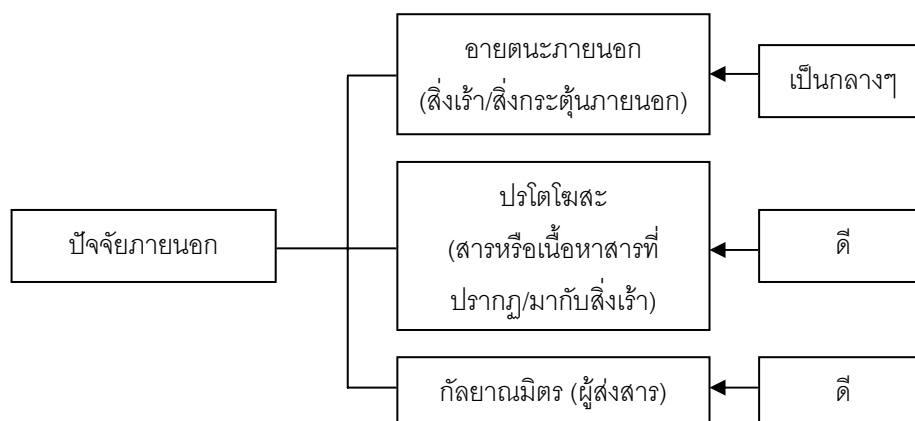 อายตนะภายนอก
(สิ่งเร้า/สิ่งกระตุ้นภายนอก)
เป็นกลางๆ
ปัจจัยภายนอก
ปรโตโฆสะ
(สารหรือเนื้อหาสารที่
ปรากฏ/มากับสิ่งเร้า)
ดี
กัลยาณมิตร (ผู้ส่งสาร)
ดี